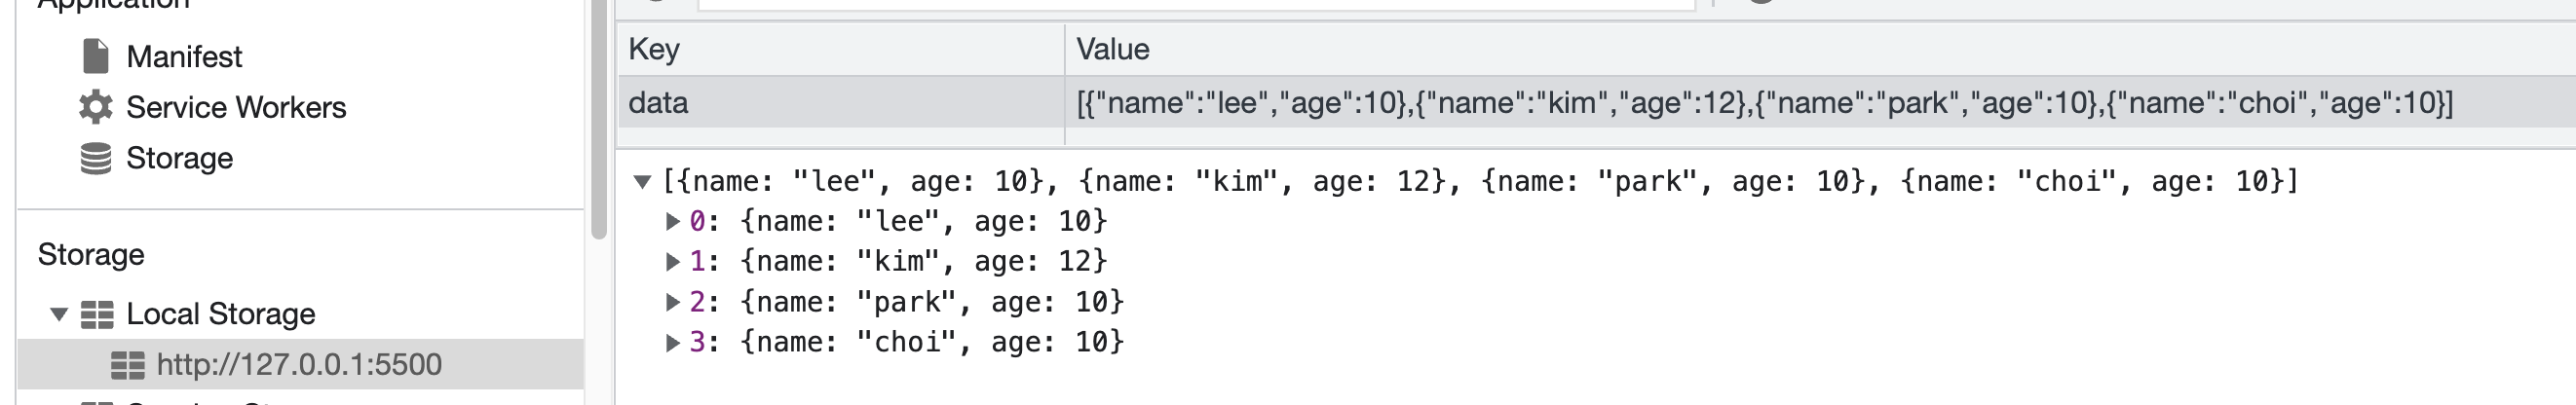 Application
Manifest
Service Workers
Storage
Storage
Local Storage
http://127.0.0.1:5500
Key Value
data [{"name":"lee","age":10},{"name":"kim","age":12},{"name":"park","age":10},{"name":"choi","age":10}]
[{name: "lee", age: 10}, {name: "kim", age: 12}, {name: "park", age: 10}, {name: "choi", age: 10}]
0: {name: "lee", age: 10}
1: {name: "kim", age: 12}
2: {name: "park", age: 10}
3: {name: "choi", age: 10}